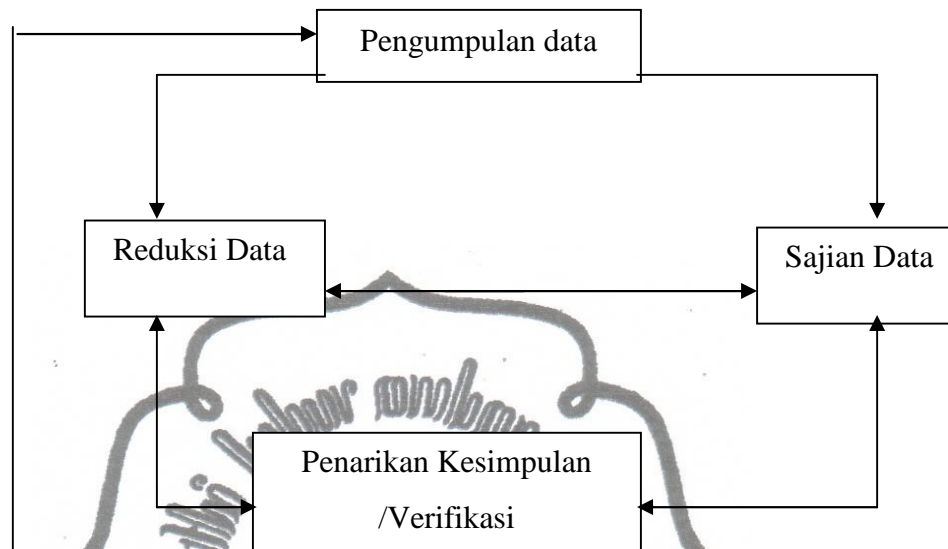 Pengumpulan data
Reduksi Data
Sajian Data
Penarikan Kesimpulan
/Verifikasi